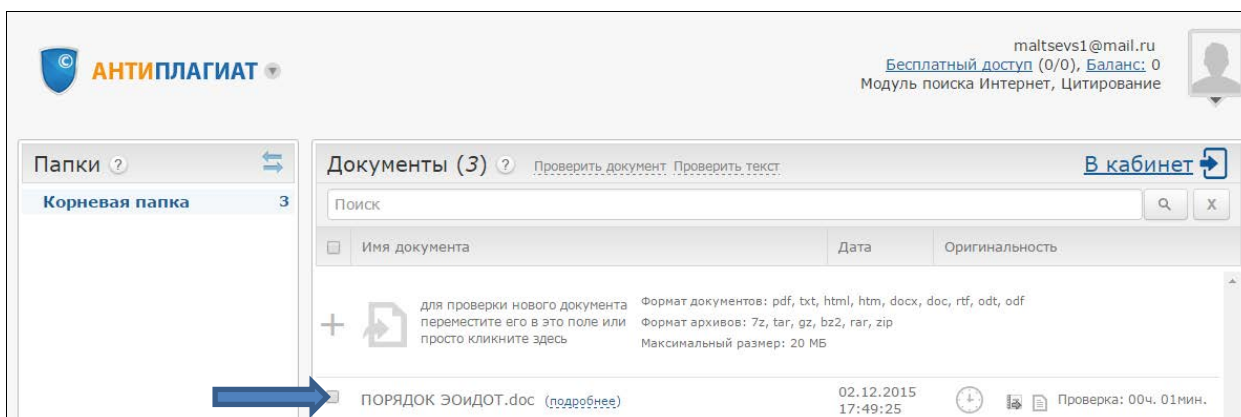 maltsevs1@mail.ru
Бесплатный доступ (0/0), Баланс: 0
Модуль поиска Интернет, Цитирование
© АНТИПЛАГИАТ
Папки ?
Корневая папка 3
Документы (3) ? Проверить документ Проверить текст В кабинет
Поиск X
Имя документа Дата Оригинальность
для проверки нового документа
переместите его в это поле или
просто кликните здесь
Формат документов: pdf, txt, html, htm, docx, doc, rtf, odt, odf
Формат архивов: 7z, tar, gz, bz2, rar, zip
Максимальный размер: 20 МБ
ПОРЯДОК ЭОиДОТ.doc (подробнее)
02.12.2015
17:49:25
Проверка: 00ч. 01мин.